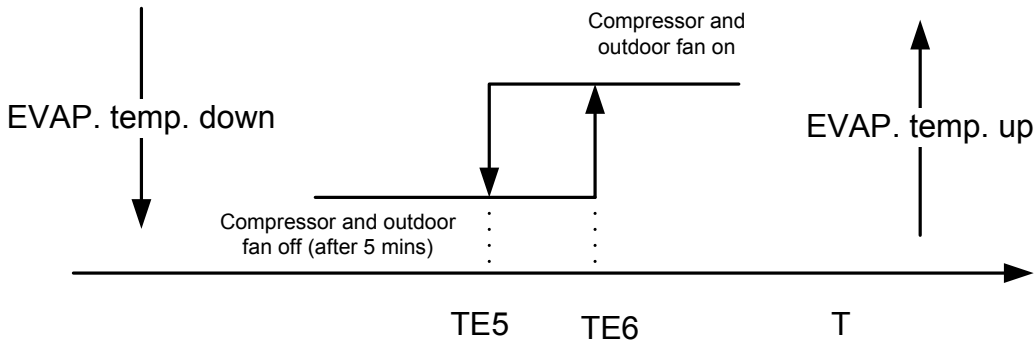 Compressor and
outdoor fan on
EVAP. temp. down
EVAP. temp. up
Compressor and outdoor
fan off (after 5 mins)
TE5
TE6
T